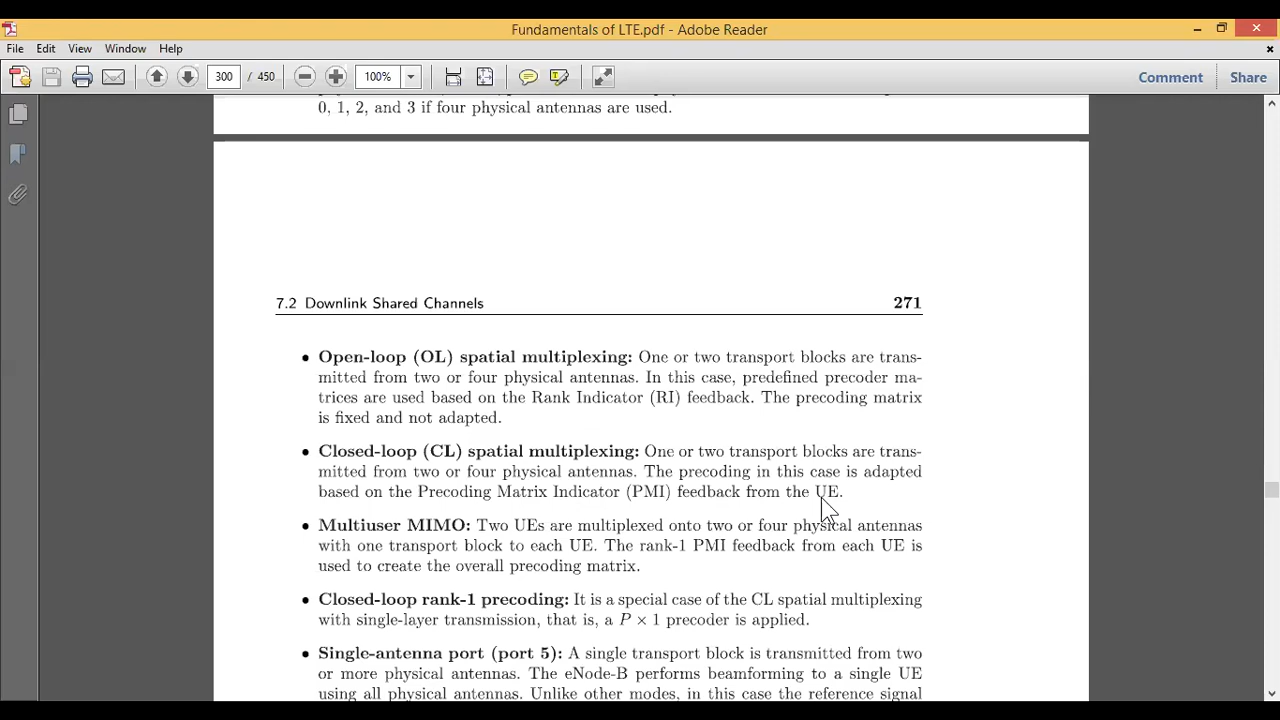 Fundamentals of LTE.pdf - Adobe Reader
File Edit View Window Help
300 / 450 100% Comment Share
0, 1, 2, and 3 if four physical antennas are used.
7.2 Downlink Shared Channels 271
• Open-loop (OL) spatial multiplexing: One or two transport blocks are trans-
mitted from two or four physical antennas. In this case, predefined precoder ma-
trices are used based on the Rank Indicator (RI) feedback. The precoding matrix
is fixed and not adapted.
• Closed-loop (CL) spatial multiplexing: One or two transport blocks are trans-
mitted from two or four physical antennas. The precoding in this case is adapted
based on the Precoding Matrix Indicator (PMI) feedback from the UE.
• Multiuser MIMO: Two UEs are multiplexed onto two or four physical antennas
with one transport block to each UE. The rank-1 PMI feedback from each UE is
used to create the overall precoding matrix.
• Closed-loop rank-1 precoding: It is a special case of the CL spatial multiplexing
with single-layer transmission, that is, a P × 1 precoder is applied.
• Single-antenna port (port 5): A single transport block is transmitted from two
or more physical antennas. The eNode-B performs beamforming to a single UE
using all physical antennas. Unlike other modes, in this case the reference signal